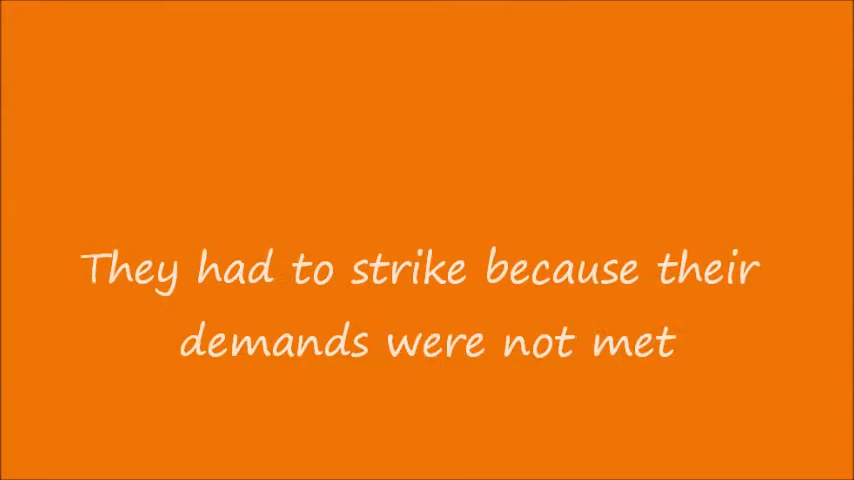 They had to strike because their
demands were not met